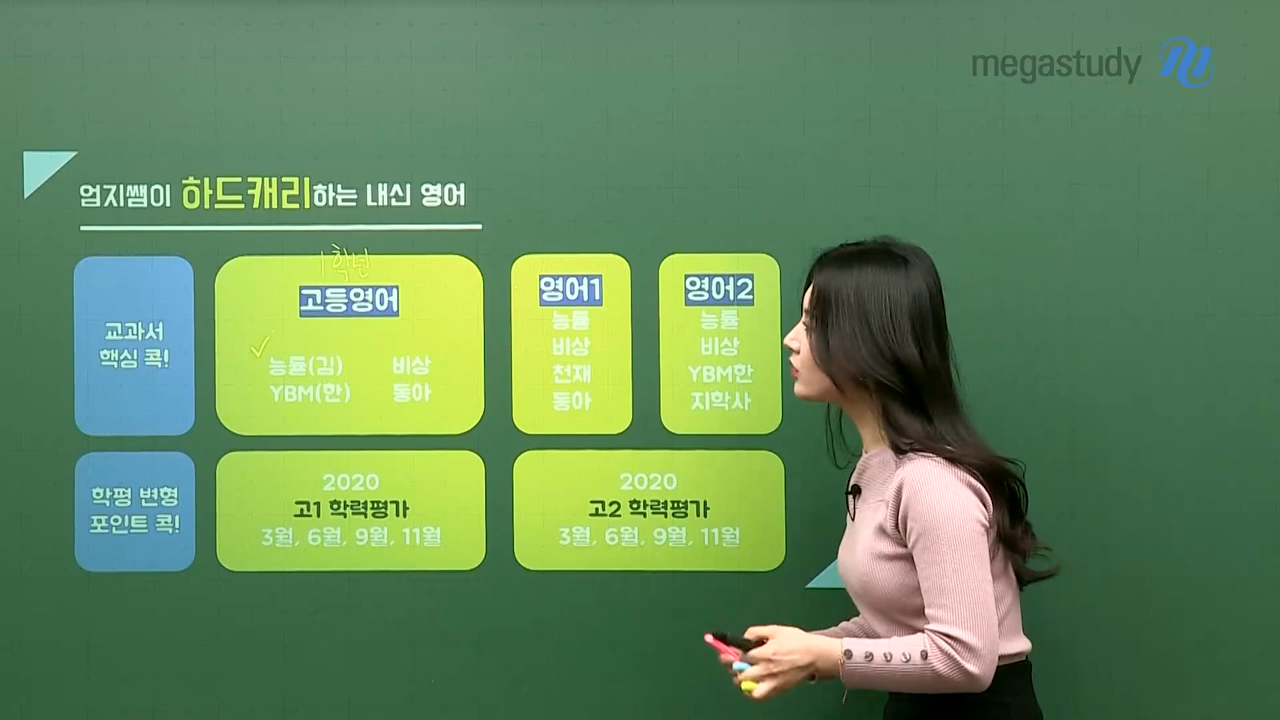 megastudy
엄지쌤이 하드캐리하는 내신 영어
교과서
핵심 콕!
1학년
고등영어
능률(김) 비상
YBM(한) 동아
영어1
능률
비상
천재
동아
영어2
능률
비상
YBM한
지학사
학평 변형
포인트 콕!
2020
고1 학력평가
3월, 6월, 9월, 11월
2020
고2 학력평가
3월, 6월, 9월, 11월